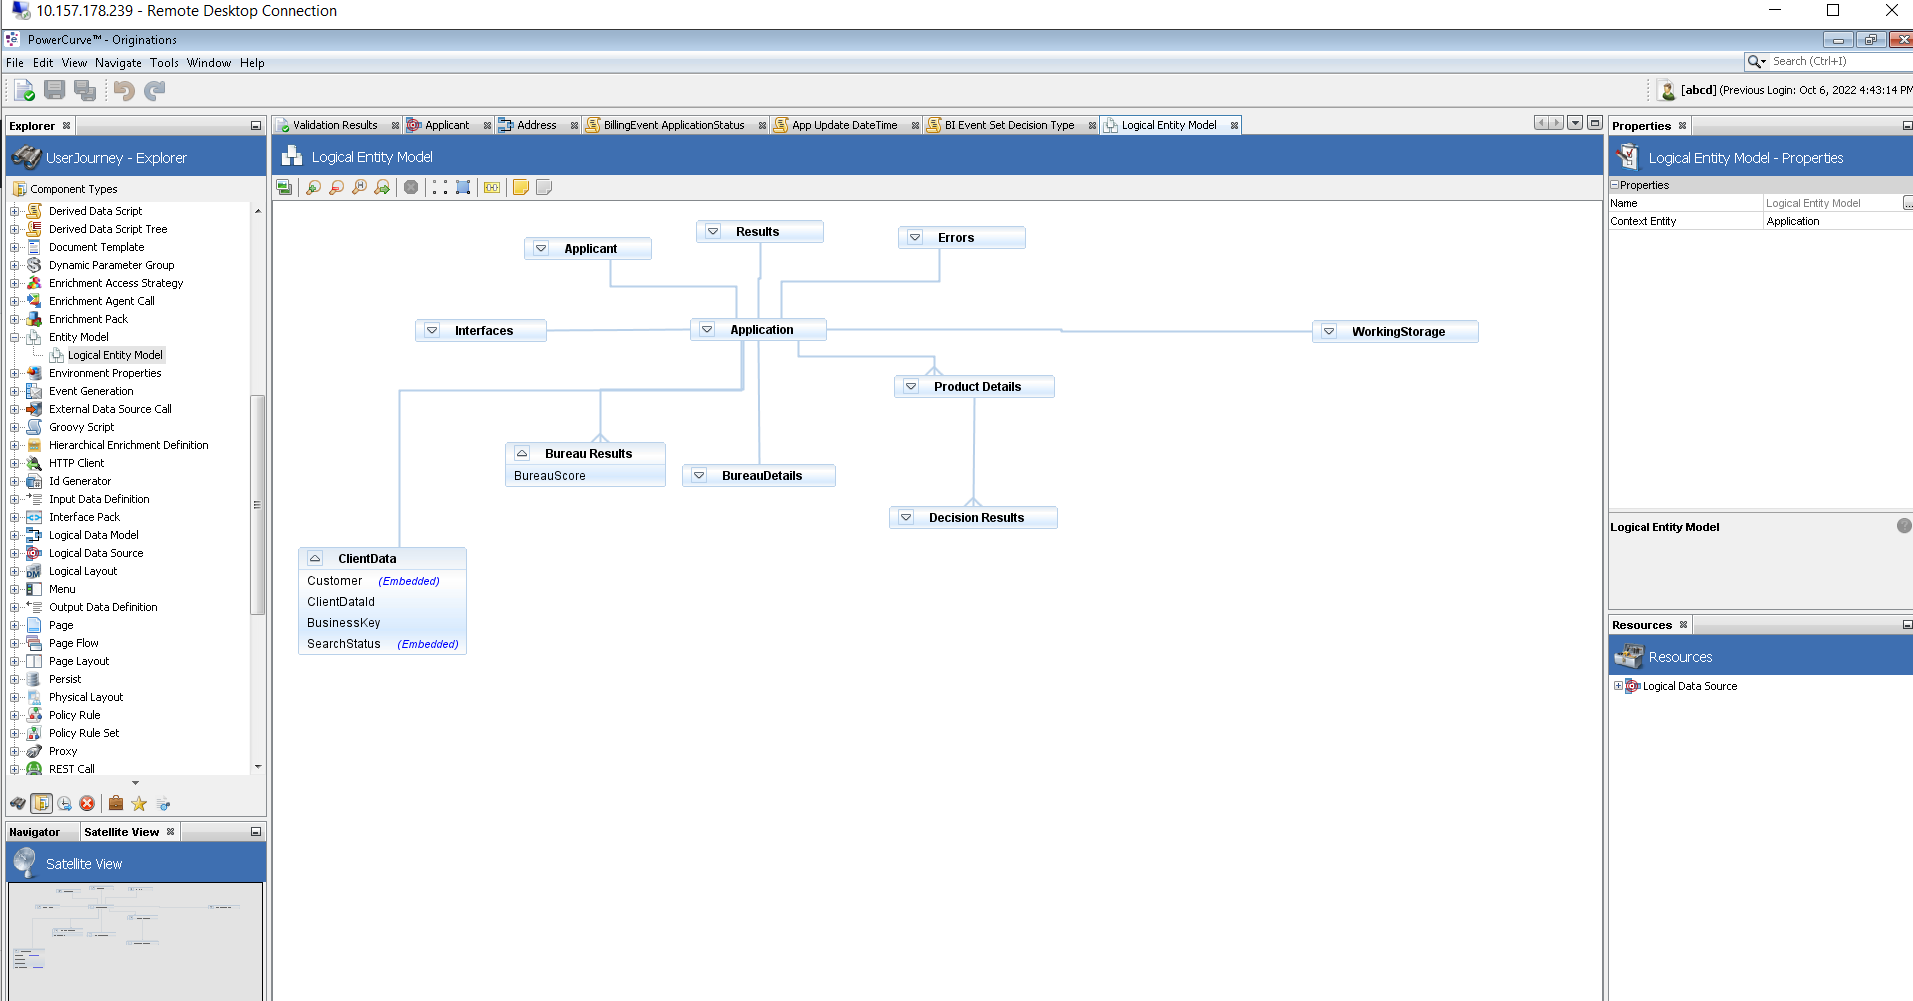 10.157.178.239 - Remote Desktop Connection
PowerCurve™ - Originations
File Edit View Navigate Tools Window Help
Search (Ctrl+I)
[abcd] (Previous Login: Oct 6, 2022 4:43:14 PM
Explorer
UserJourney - Explorer
Component Types
Derived Data Script
Derived Data Script Tree
Document Template
Dynamic Parameter Group
Enrichment Access Strategy
Enrichment Agent Call
Enrichment Pack
Entity Model
Logical Entity Model
Environment Properties
Event Generation
External Data Source Call
Groovy Script
Hierarchical Enrichment Definition
HTTP Client
Id Generator
Input Data Definition
Interface Pack
Logical Data Model
Logical Data Source
Logical Layout
Menu
Output Data Definition
Page
Page Flow
Page Layout
Persist
Physical Layout
Policy Rule
Policy Rule Set
Proxy
REST Call
Navigator Satellite View
Satellite View
Validation Results Applicant Address BillingEvent ApplicationStatus App Update DateTime BI Event Set Decision Type Logical Entity Model
Logical Entity Model
Results
Errors
Applicant
Interfaces
Application
WorkingStorage
Product Details
Bureau Results
BureauScore
BureauDetails
Decision Results
ClientData
Customer (Embedded)
ClientDataId
BusinessKey
SearchStatus (Embedded)
Properties
Logical Entity Model - Properties
Properties
Name Logical Entity Model ...
Context Entity Application
Logical Entity Model
Resources
Resources
Logical Data Source